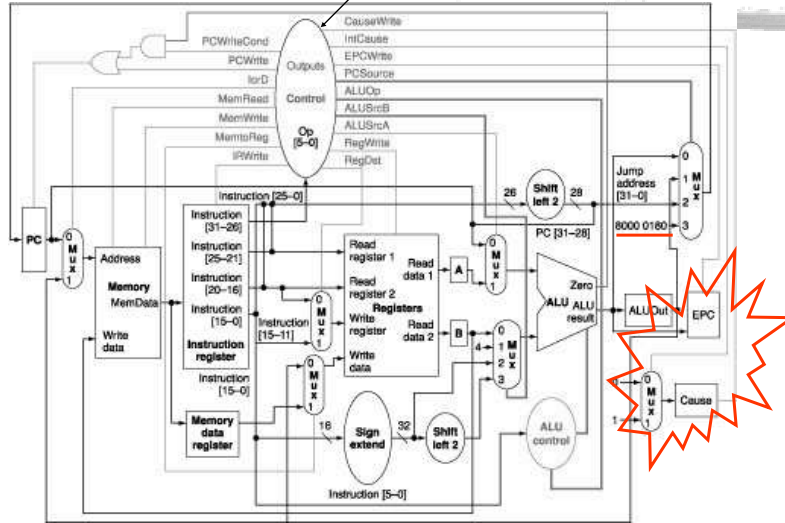 CauseWrite
IntCause
EPCWrite
PCSource
ALUOp
ALUSrcB
ALUSrcA
RegWrite
RegDst
PCWriteCond
PCWrite
IorD
MemRead
MemWrite
MemtoReg
IRWrite
Outputs
Control
Op
[5–0]
Instruction [25–0]
26
Shift
left 2
28
Jump
address
[31–0]
PC [31–28]
0
1
2
3
M
u
x
8000 0180
PC
0
M
u
x
1
Address
Memory
MemData
Write
data
Instruction
[31–26]
Instruction
[25–21]
Instruction
[20–16]
Instruction
[15–0]
Instruction
register
Instruction
[15–0]
Instruction
[15–11]
0
M
u
x
1
0
M
u
x
1
Memory
data
register
Read
register 1
Read
register 2
Registers
Write
register
Write
data
Read
data 1
Read
data 2
A
B
0
M
u
x
1
4
0
1
2
3
M
u
x
Zero
ALU
ALU
result
ALUOut
EPC
0
0
M
u
x
1
1
Cause
16
Sign
extend
32
Shift
left 2
ALU
control
Instruction [5–0]